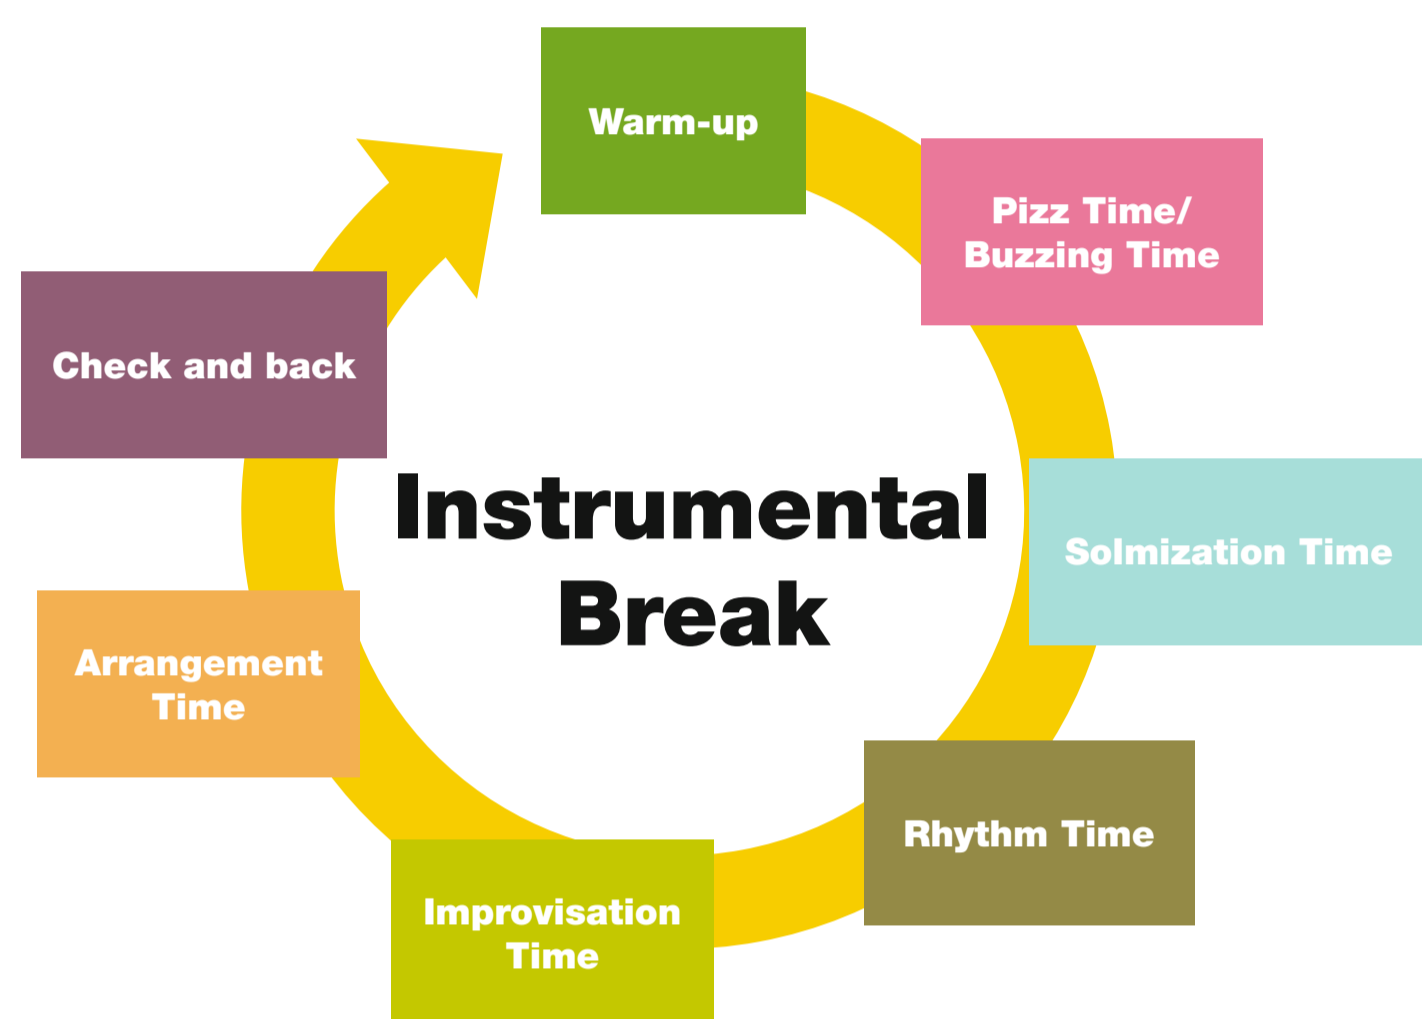 Warm-up
Pizz Time/
Buzzing Time
Solmization Time
Rhythm Time
Improvisation
Time
Arrangement
Time
Check and back
Instrumental
Break